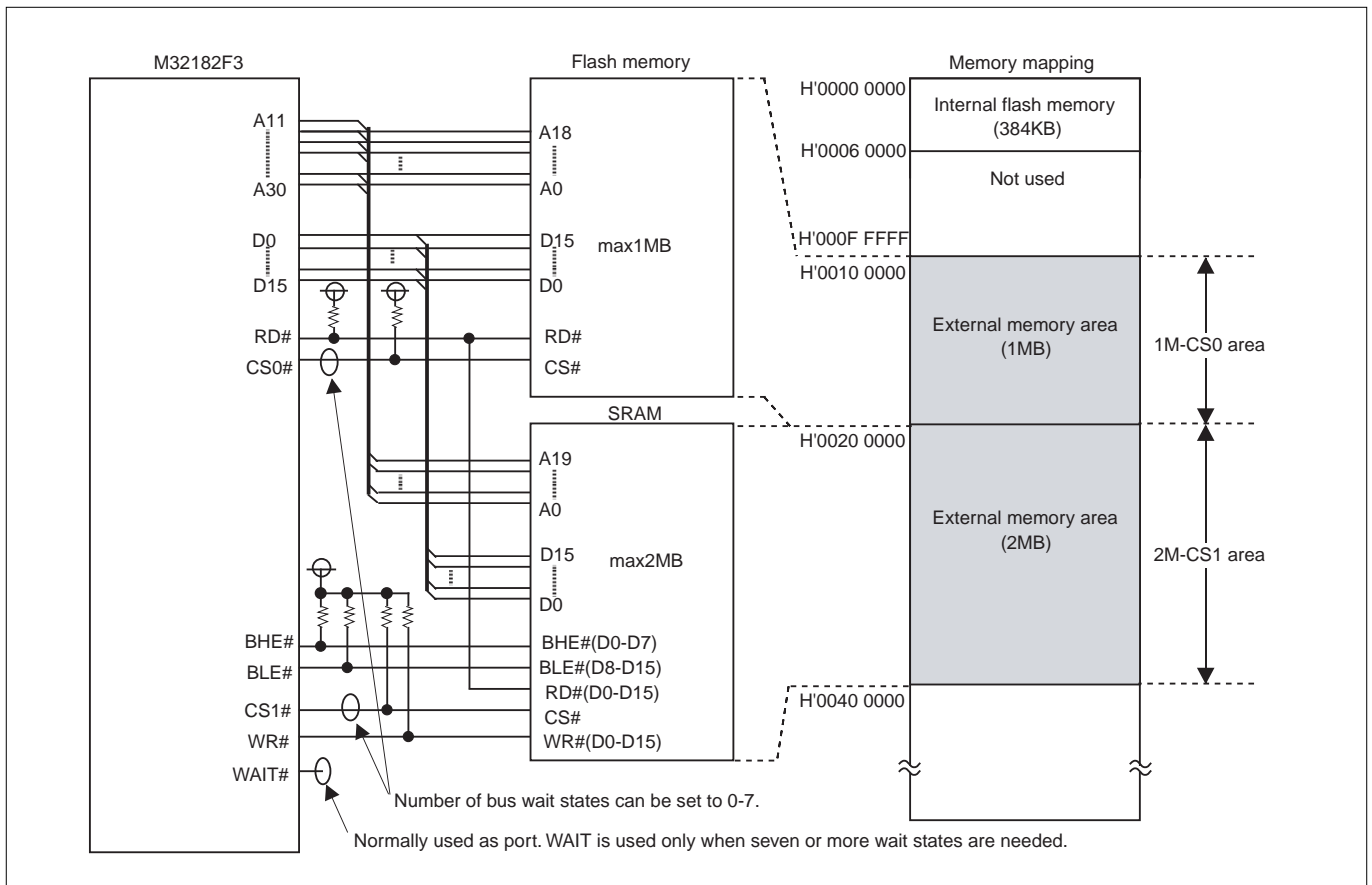 M32182F3
A11
A30
D0
D15
RD#
CS0#
BHE#
BLE#
CS1#
WR#
WAIT#
Flash memory
A18
A0
D15
D0
max1MB
RD#
CS#
SRAM
A19
A0
D15
D0
max2MB
BHE#(D0-D7)
BLE#(D8-D15)
RD#(D0-D15)
CS#
WR#(D0-D15)
Number of bus wait states can be set to 0-7.
Normally used as port. WAIT is used only when seven or more wait states are needed.
Memory mapping
H'0000 0000
Internal flash memory
(384KB)
H'0006 0000
Not used
H'000F FFFF
H'0010 0000
External memory area
(1MB)
1M-CS0 area
H'0020 0000
External memory area
(2MB)
2M-CS1 area
H'0040 0000